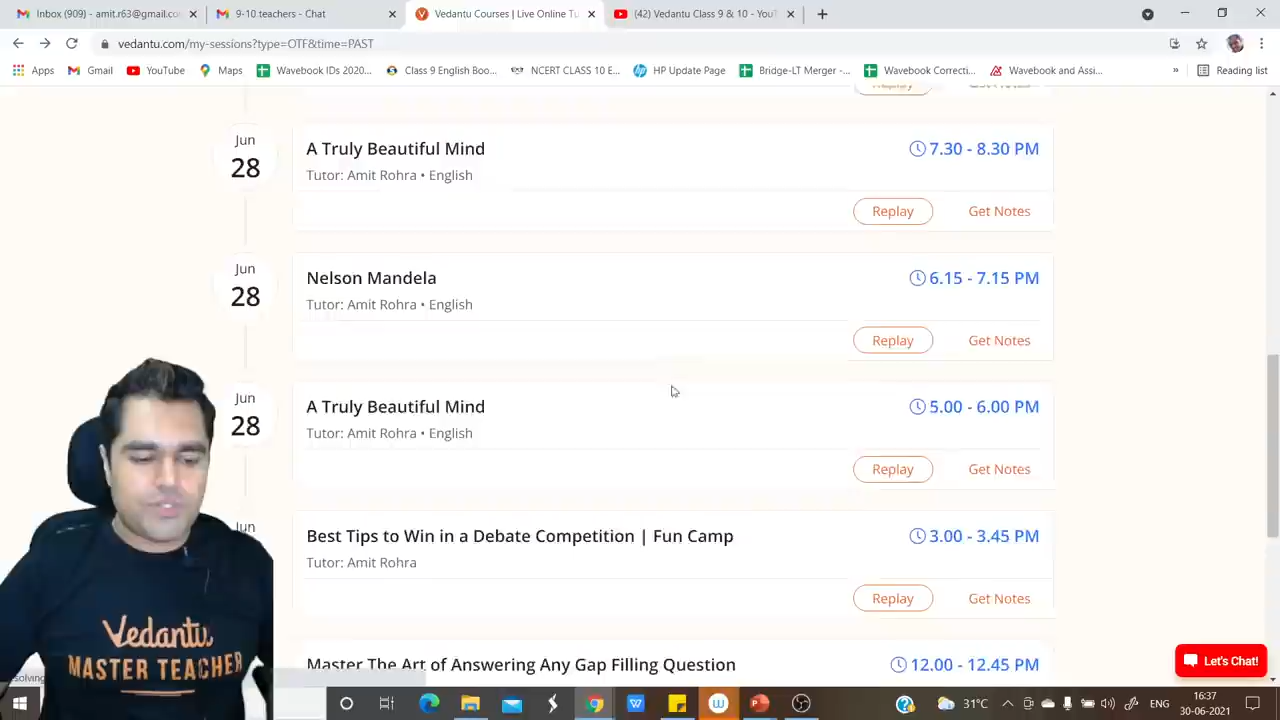 Inbox (909) - amit.r63@gmail.co
9-10 teachers - Chat
Vedantu Courses | Live Online Tu
(42) Vedantu Class 9 & 10 - YouT
vedantu.com/my-sessions?type=OTF&time=PAST
Apps
Gmail
YouTube
Maps
Wavebook IDs 2020...
Class 9 English Boo...
NCERT CLASS 10 E...
HP Update Page
Bridge-LT Merger -...
Wavebook Correcti...
Wavebook and Assi...
»
Reading list
Jun
28
A Truly Beautiful Mind
7.30 - 8.30 PM
Tutor: Amit Rohra • English
Replay
Get Notes
Jun
28
Nelson Mandela
6.15 - 7.15 PM
Tutor: Amit Rohra • English
Replay
Get Notes
Jun
28
A Truly Beautiful Mind
5.00 - 6.00 PM
Tutor: Amit Rohra • English
Replay
Get Notes
Jun
Best Tips to Win in a Debate Competition | Fun Camp
3.00 - 3.45 PM
Tutor: Amit Rohra
Replay
Get Notes
Master The Art of Answering Any Gap Filling Question
12.00 - 12.45 PM
Let's Chat!
Vedantu
MASTER TEACHER
31°C
ENG
16:37
30-06-2021